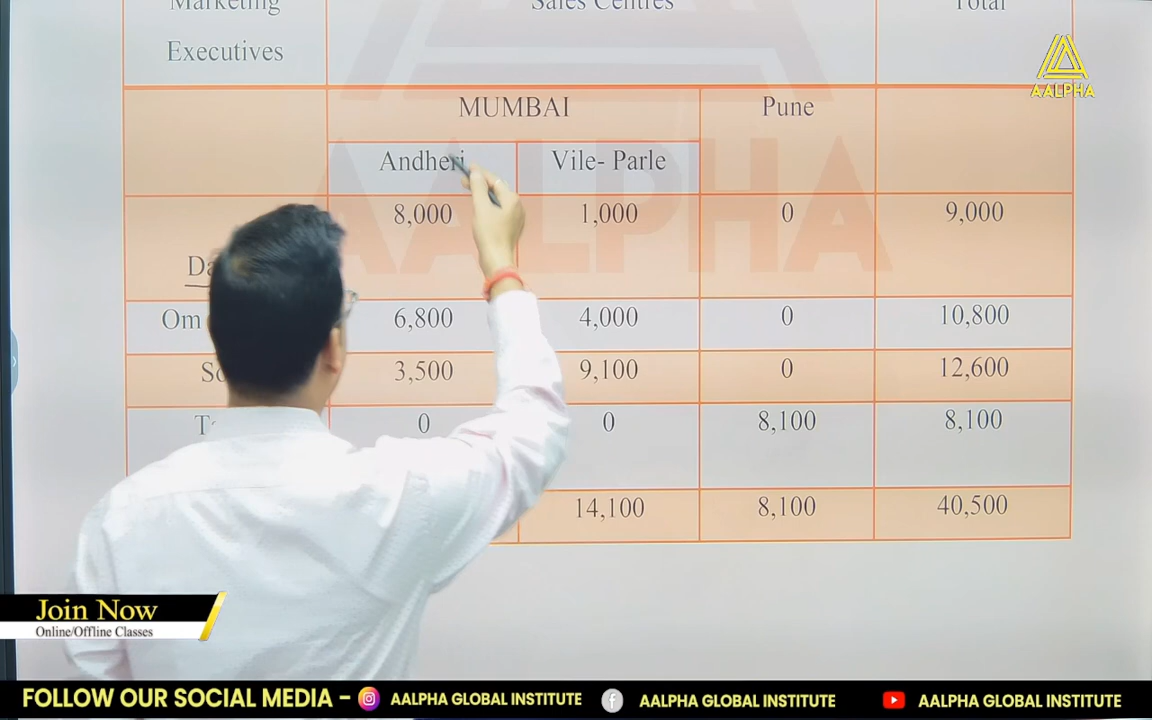 Marketing Sales Centres Total
Executives
AALPHA
MUMBAI Pune
Andheri Vile- Parle
8,000 1,000 0 9,000
Om 6,800 4,000 0 10,800
3,500 9,100 0 12,600
0 0 8,100 8,100
14,100 8,100 40,500
AALPHA
Join Now
Online/Offline Classes
FOLLOW OUR SOCIAL MEDIA – AALPHA GLOBAL INSTITUTE AALPHA GLOBAL INSTITUTE AALPHA GLOBAL INSTITUTE